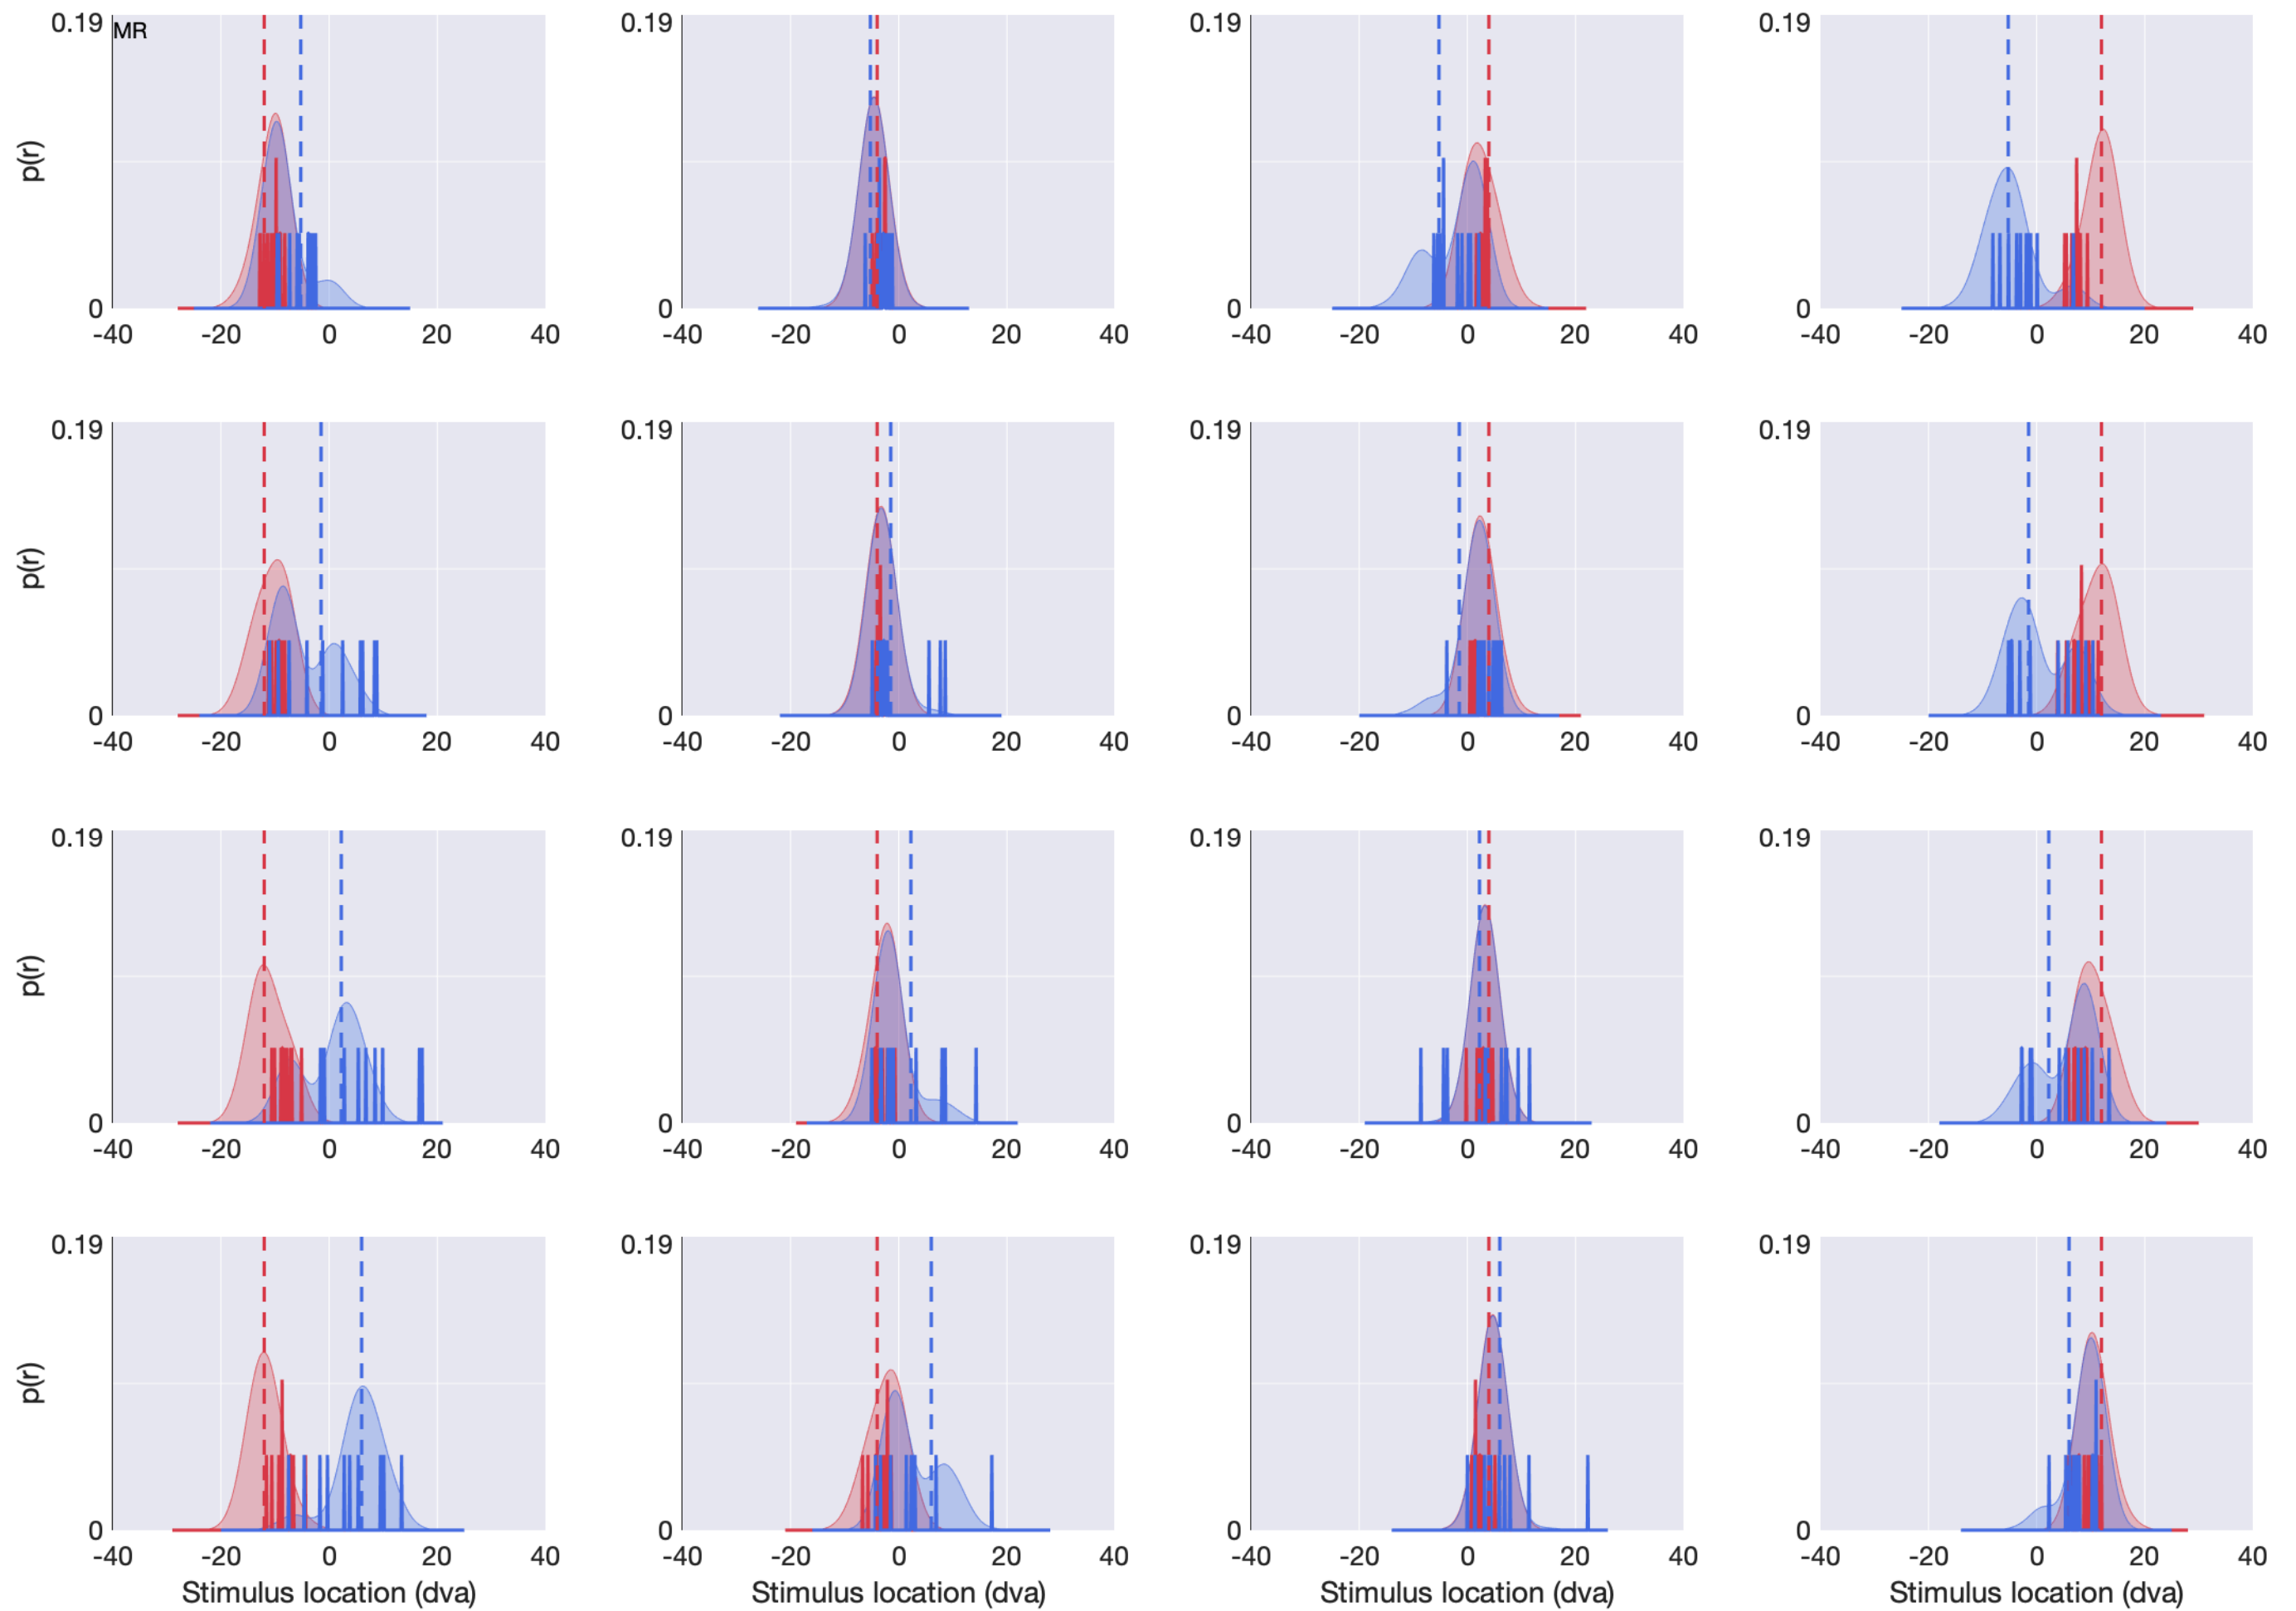 0.19 MR 0.19 0.19 0.19
p(r)
0 0 0 0
-40 -20 0 20 40 -40 -20 0 20 40 -40 -20 0 20 40 -40 -20 0 20 40
0.19 0.19 0.19 0.19
p(r)
0 0 0 0
-40 -20 0 20 40 -40 -20 0 20 40 -40 -20 0 20 40 -40 -20 0 20 40
0.19 0.19 0.19 0.19
p(r)
0 0 0 0
-40 -20 0 20 40 -40 -20 0 20 40 -40 -20 0 20 40 -40 -20 0 20 40
0.19 0.19 0.19 0.19
p(r)
0 0 0 0
-40 -20 0 20 40 -40 -20 0 20 40 -40 -20 0 20 40 -40 -20 0 20 40
Stimulus location (dva) Stimulus location (dva) Stimulus location (dva) Stimulus location (dva)